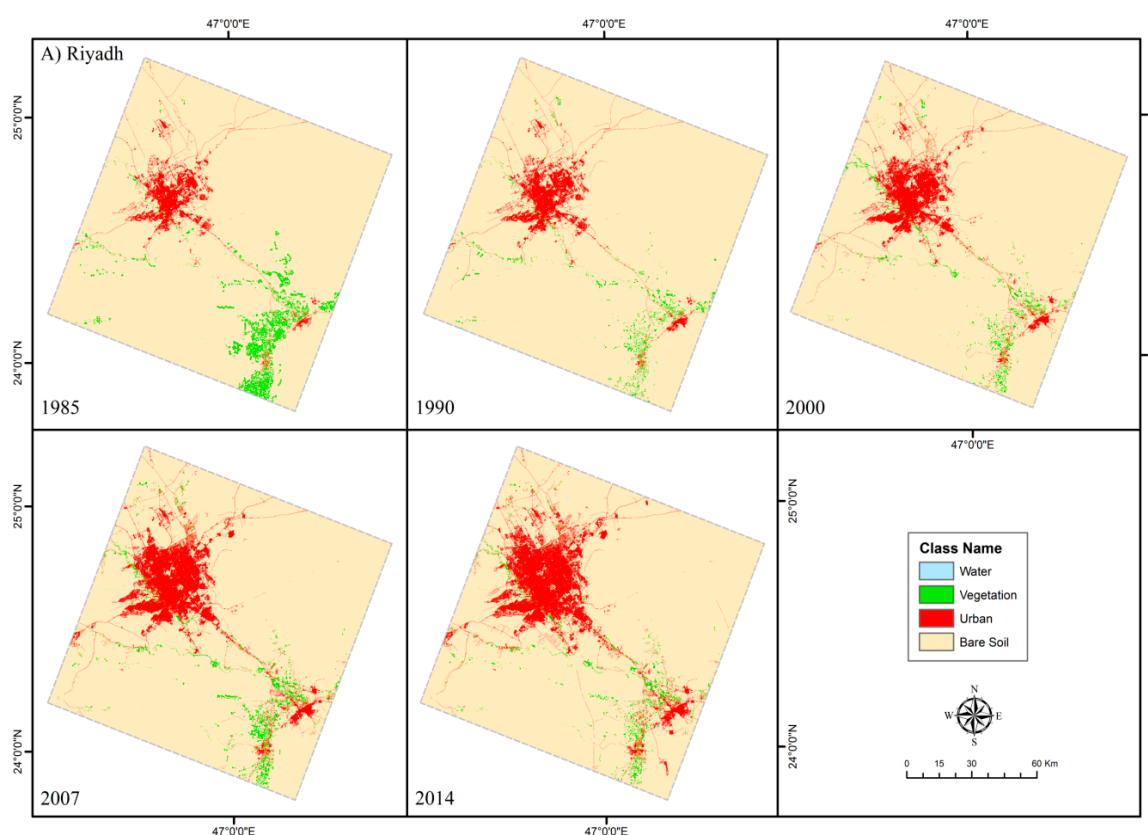 47°0'0"E
47°0'0"E
47°0'0"E
A) Riyadh
25°0'0"N
24°0'0"N
1985
1990
2000
47°0'0"E
25°0'0"N
24°0'0"N
25°0'0"N
24°0'0"N
Class Name
Water
Vegetation
Urban
Bare Soil
N
W
E
S
0 15 30 60 Km
2007
2014
47°0'0"E
47°0'0"E